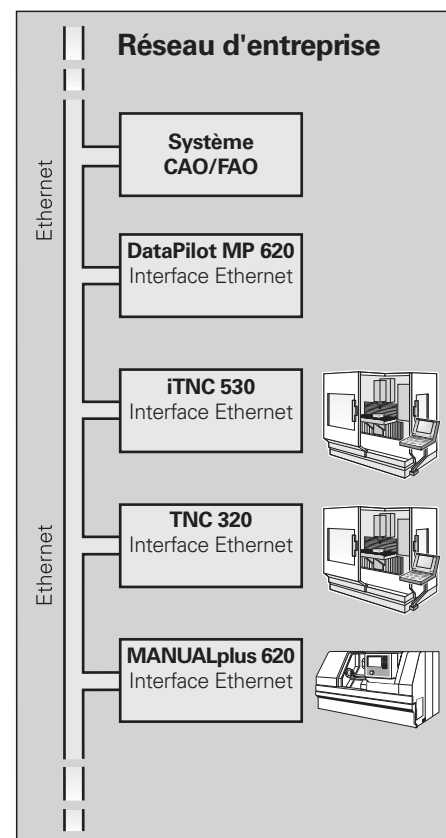 Réseau d'entreprise
Ethernet
Système
CAO/FAO
DataPilot MP 620
Interface Ethernet
iTNC 530
Interface Ethernet
Ethernet
TNC 320
Interface Ethernet
MANUALplus 620
Interface Ethernet